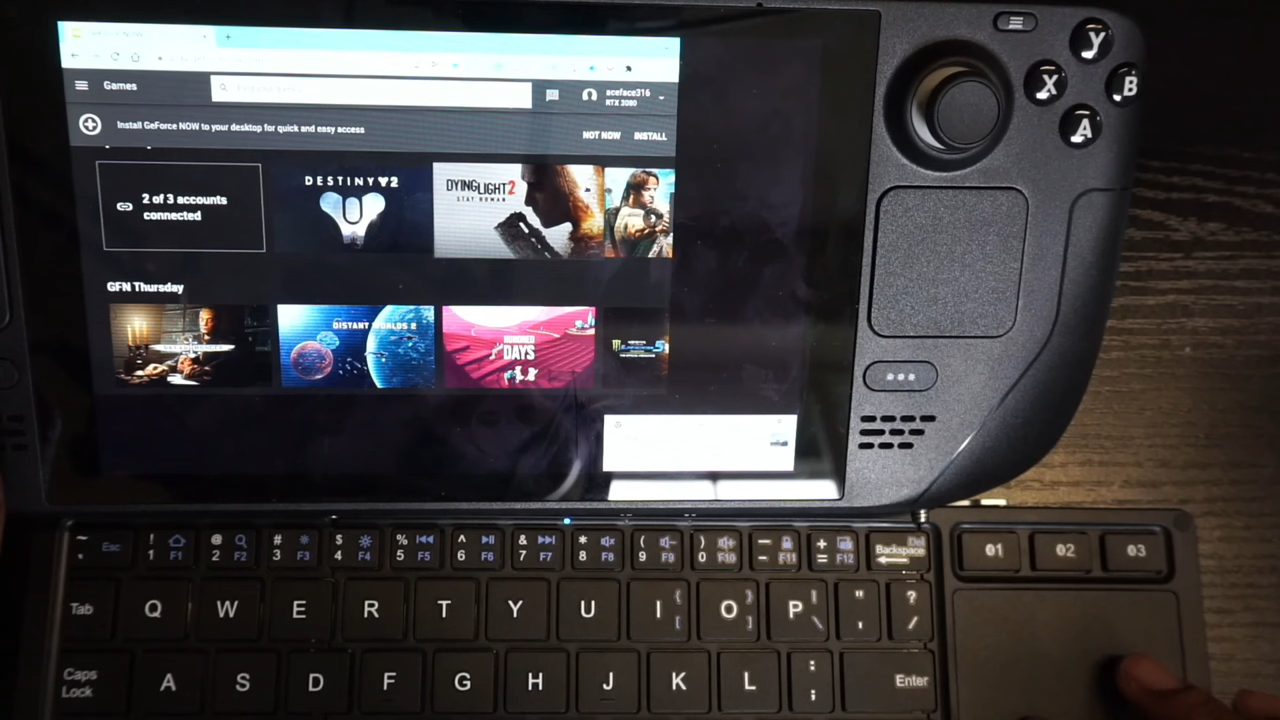 Games
aceface316
RTX 3080
Install GeForce NOW to your desktop for quick and easy access
NOT NOW
INSTALL
2 of 3 accounts
connected
DESTINY 2
DYING LIGHT 2
STAY HUMAN
GFN Thursday
DISTANT WORLDS 2
HUNDRED
DAYS
Y
X
B
A
~ ` Esc
! 1 F1
@ 2 F2
# 3 F3
$ 4 F4
% 5 F5
^ 6 F6
& 7 F7
* 8 F8
( 9 F9
) 0 F10
- F11
+ = F12
Backspace Del
01
02
03
Tab
Q
W
E
R
T
Y
U
I { [
O } ]
P | \
" '
? /
Caps
Lock
A
S
D
F
G
H
J
K
L
: ;
Enter